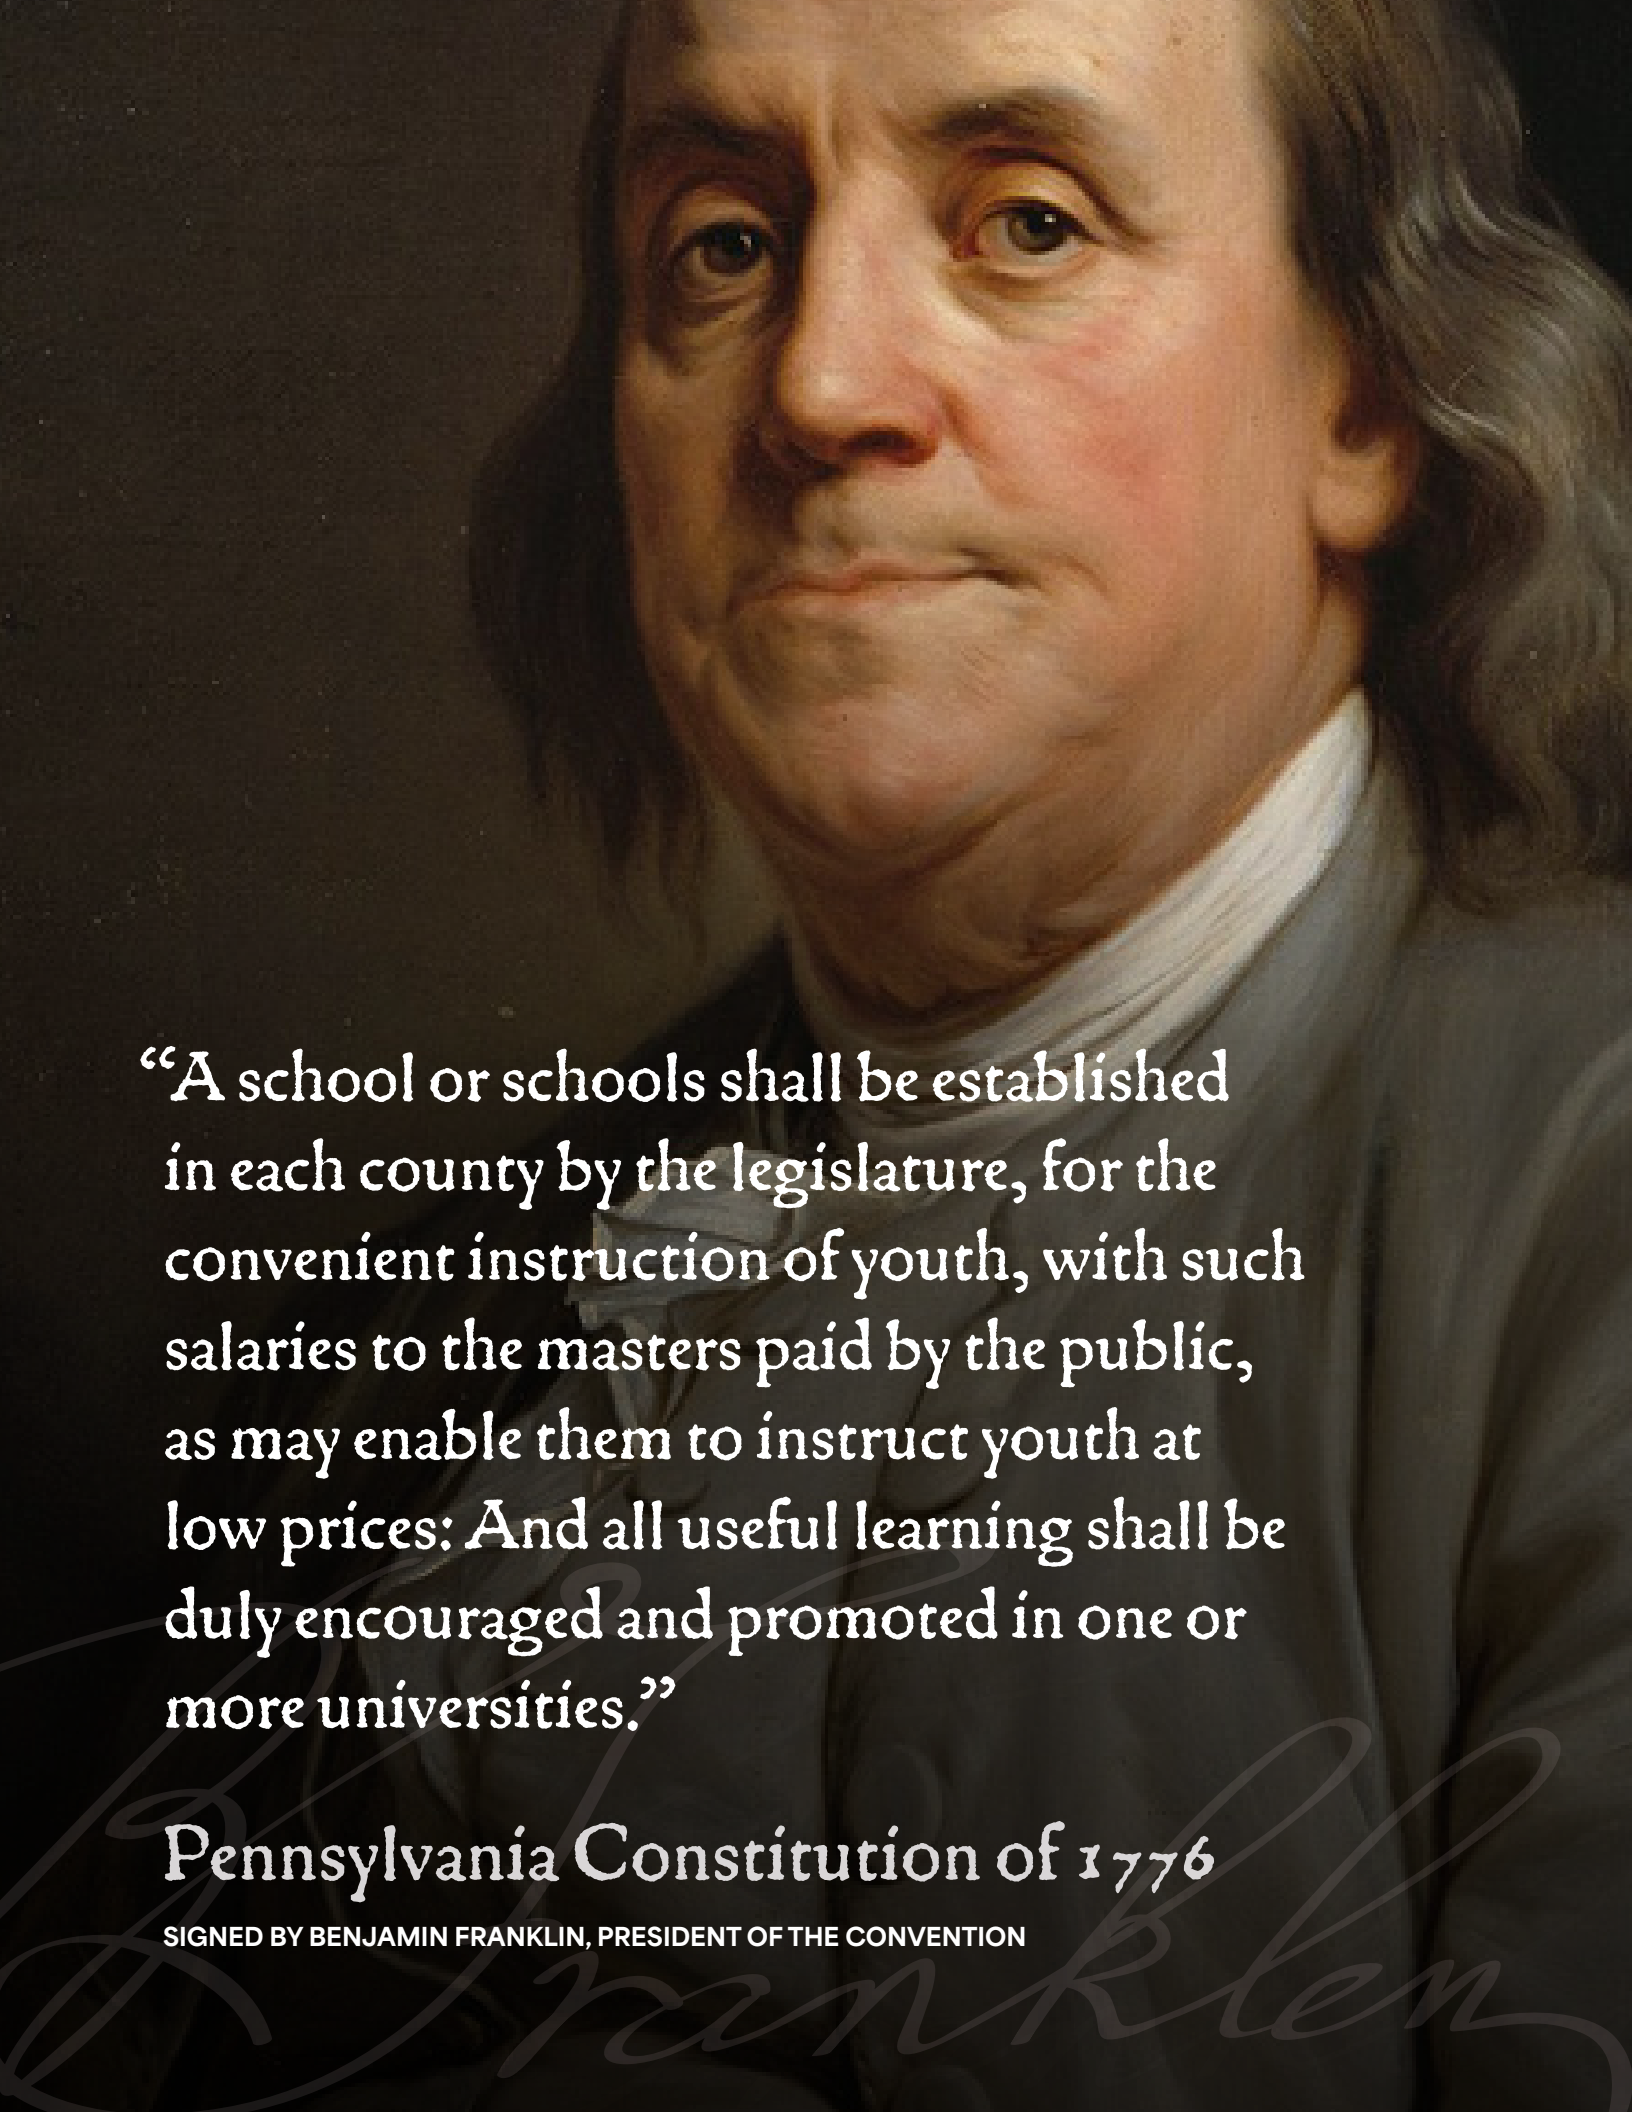 “A school or schools shall be established
in each county by the legislature, for the
convenient instruction of youth, with such
salaries to the masters paid by the public,
as may enable them to instruct youth at
low prices: And all useful learning shall be
duly encouraged and promoted in one or
more universities.”
Pennsylvania Constitution of 1776
SIGNED BY BENJAMIN FRANKLIN, PRESIDENT OF THE CONVENTION
B Franklin